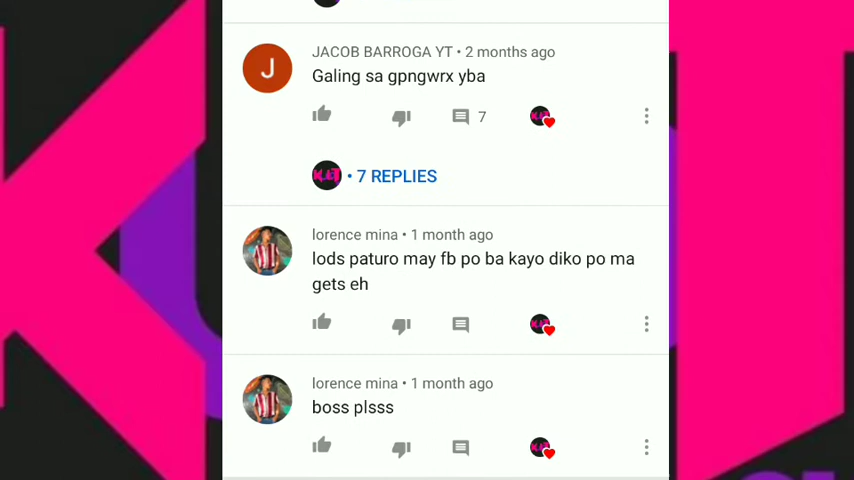 JACOB BARROGA YT • 2 months ago
Galing sa gpngwrx yba
7
• 7 REPLIES
lorence mina • 1 month ago
lods paturo may fb po ba kayo diko po ma
gets eh
lorence mina • 1 month ago
boss plsss